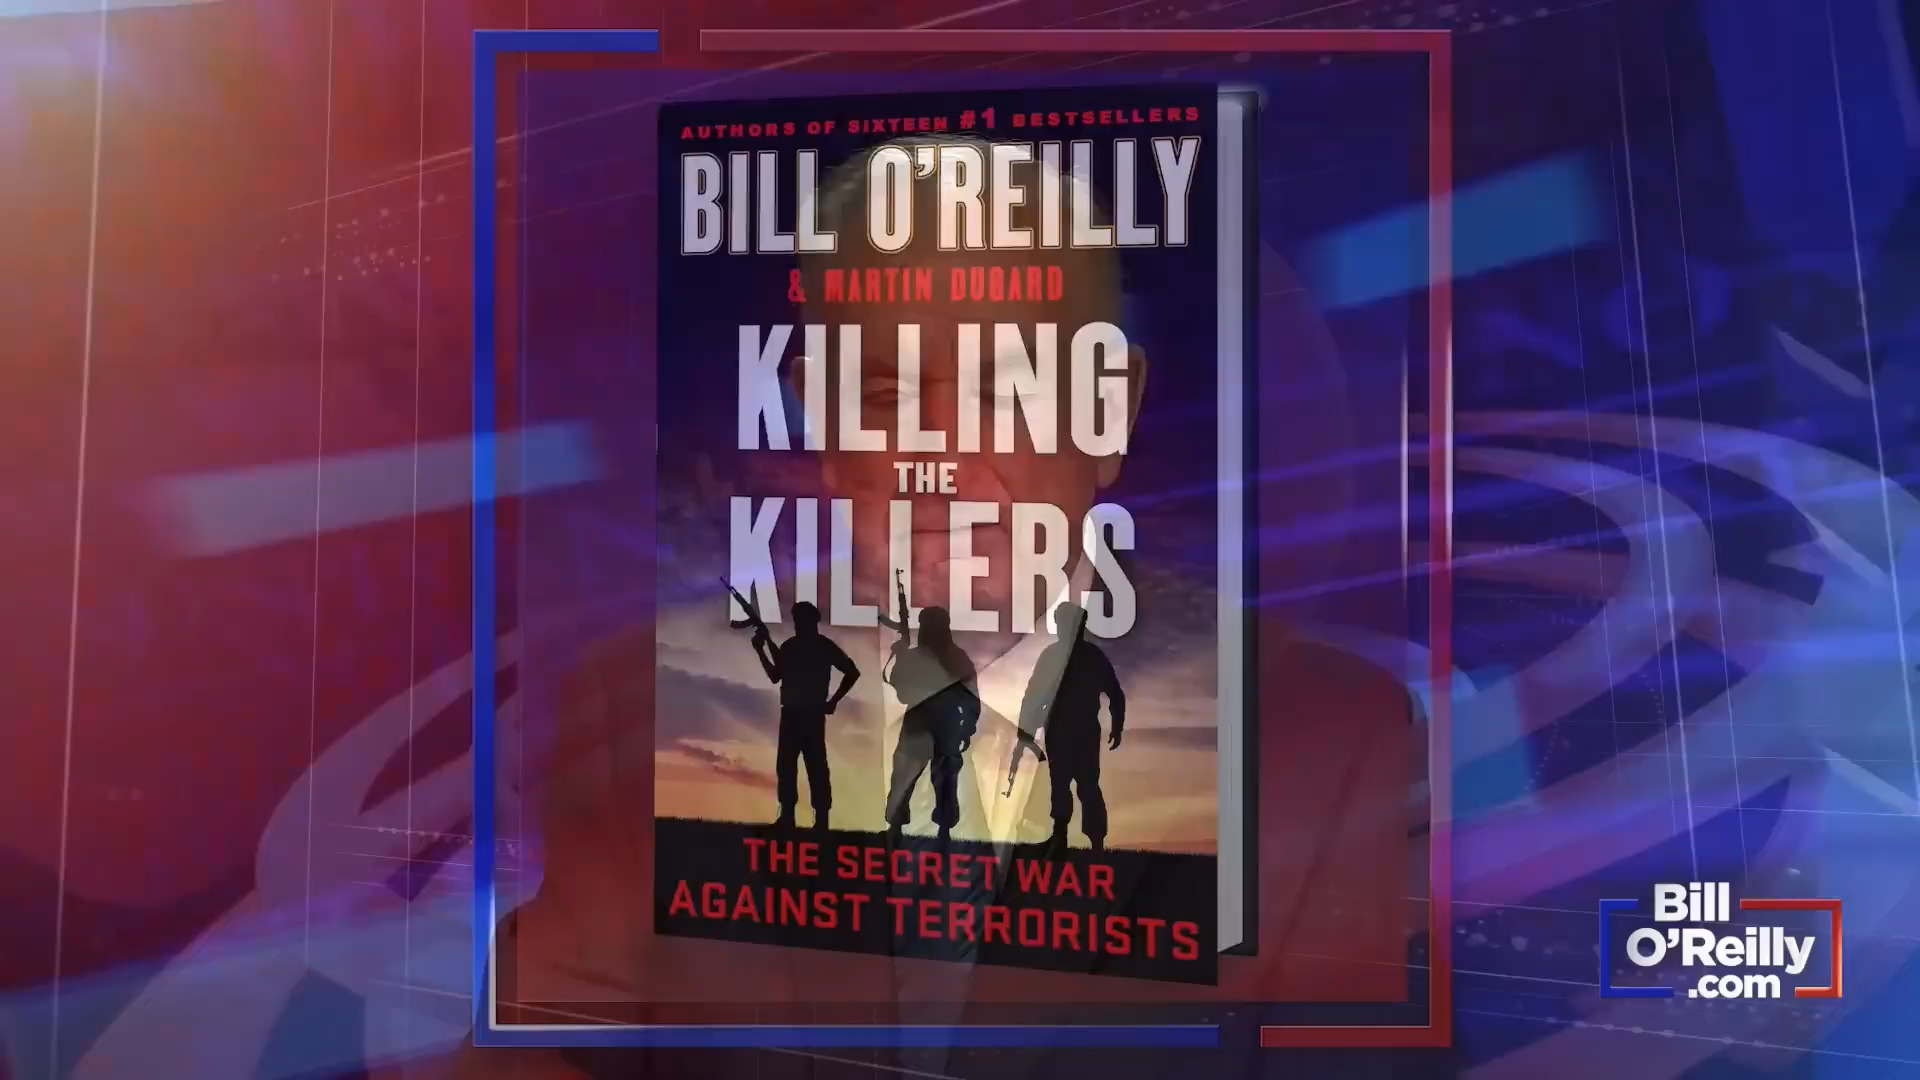 AUTHORS OF SIXTEEN #1 BESTSELLERS
BILL O'REILLY
& MARTIN DUGARD
KILLING
THE
KILLERS
THE SECRET WAR
AGAINST TERRORISTS
Bill
O'Reilly
.com